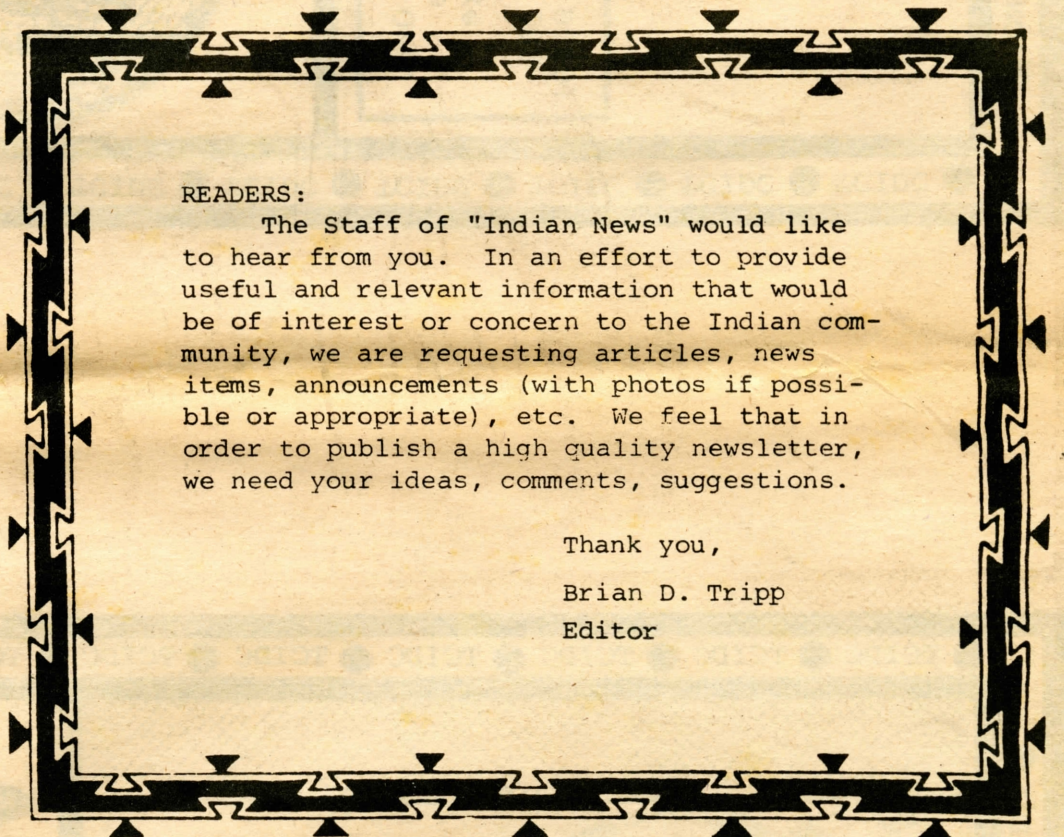 READERS:
The Staff of "Indian News" would like
to hear from you. In an effort to provide
useful and relevant information that would
be of interest or concern to the Indian com-
munity, we are requesting articles, news
items, announcements (with photos if possi-
ble or appropriate), etc. We feel that in
order to publish a high quality newsletter,
we need your ideas, comments, suggestions.
Thank you,
Brian D. Tripp
Editor